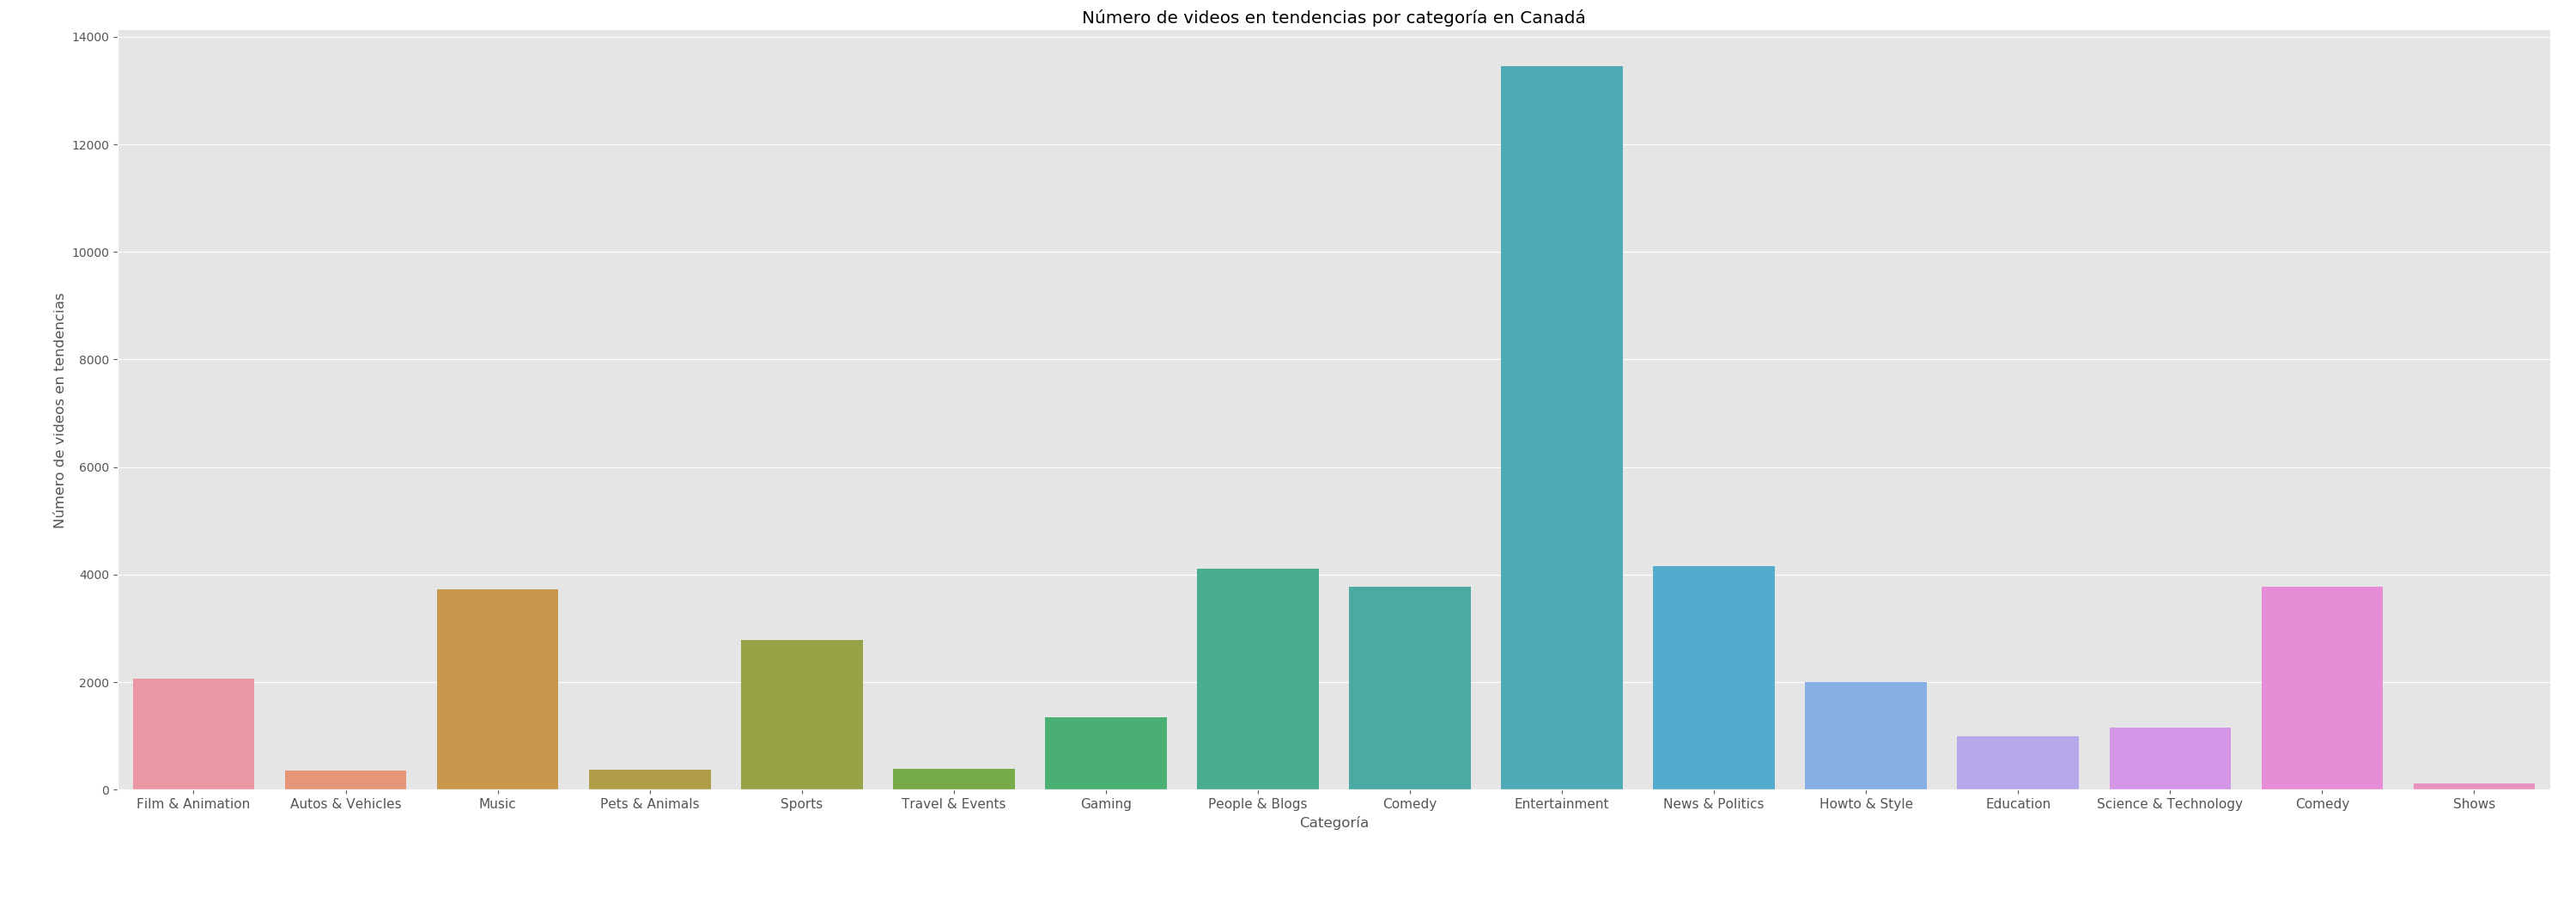 Número de videos en tendencias por categoría en Canadá
Número de videos en tendencias
14000
12000
10000
8000
6000
4000
2000
0
Film & Animation Autos & Vehicles Music Pets & Animals Sports Travel & Events Gaming People & Blogs Comedy Entertainment News & Politics Howto & Style Education Science & Technology Comedy Shows
Categoría